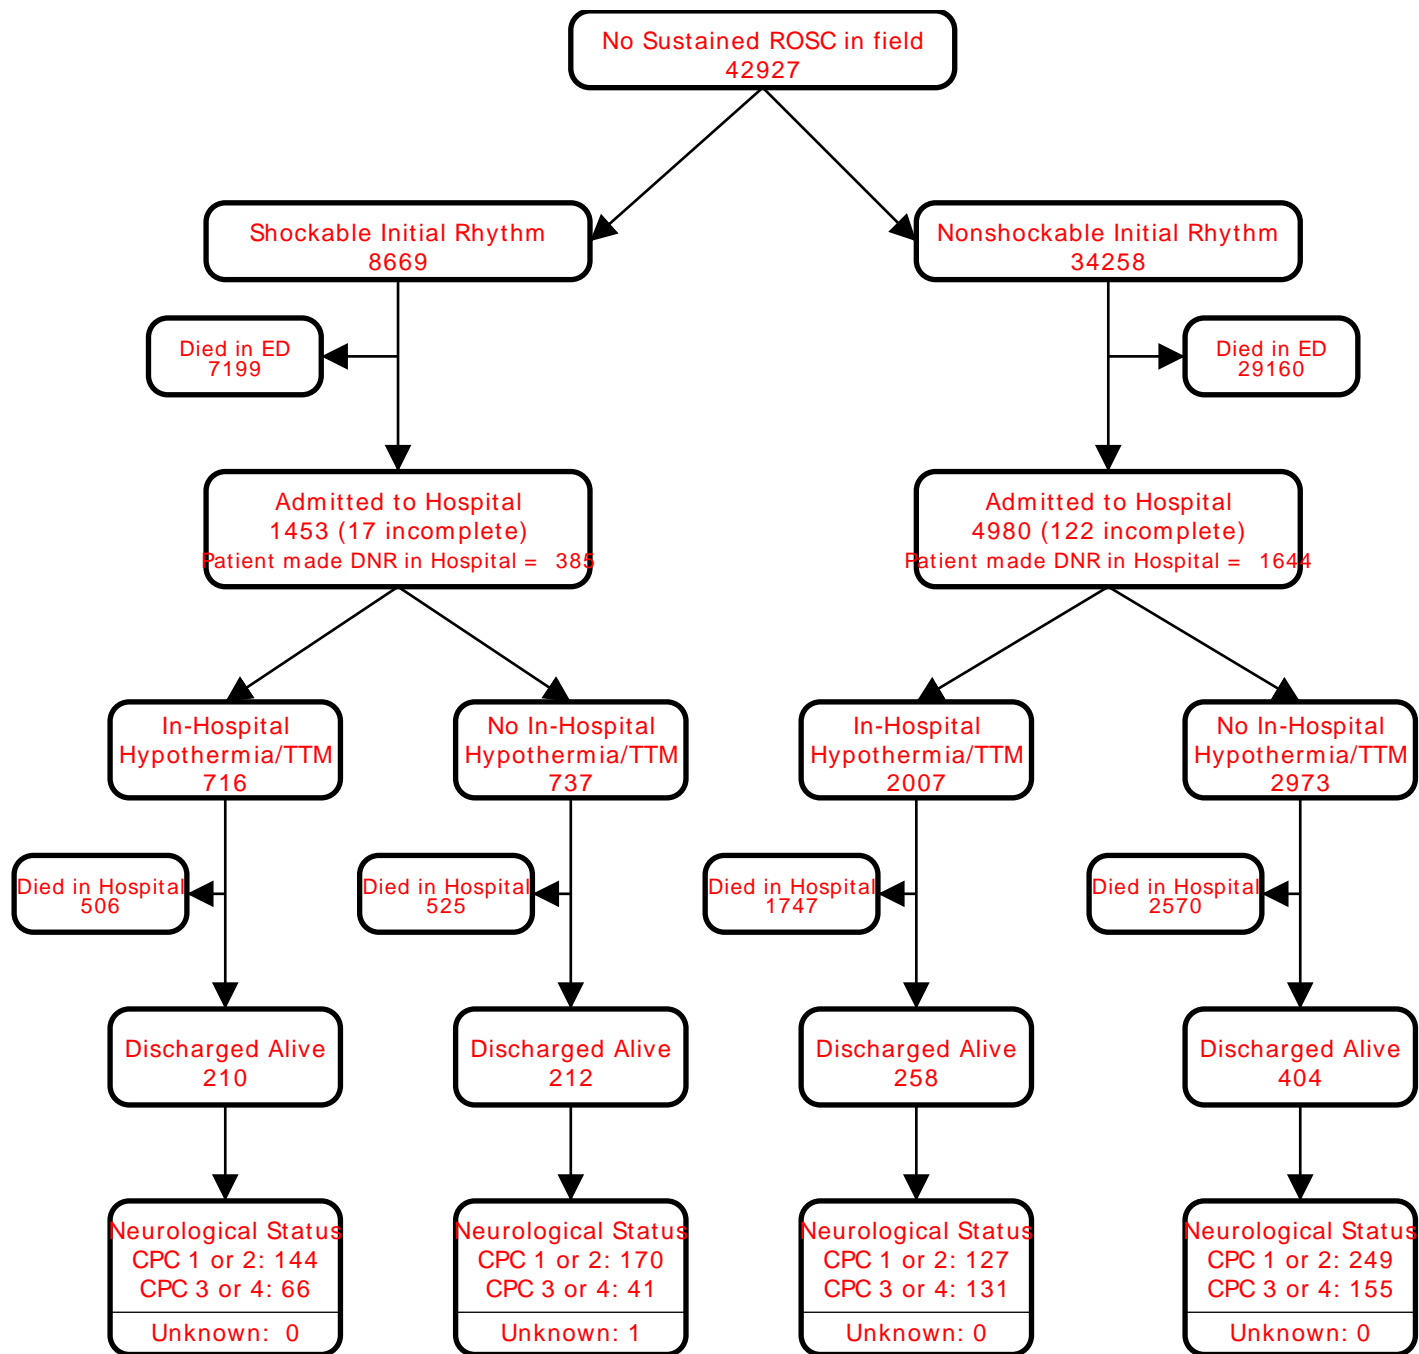 No Sustained ROSC in field
42927
Shockable Initial Rhythm
8669
Nonshockable Initial Rhythm
34258
Died in ED
7199
Died in ED
29160
Admitted to Hospital
1453 (17 incomplete)
Patient made DNR in Hospital = 385
Admitted to Hospital
4980 (122 incomplete)
Patient made DNR in Hospital = 1644
In-Hospital
Hypothermia/TTM
716
No In-Hospital
Hypothermia/TTM
737
In-Hospital
Hypothermia/TTM
2007
No In-Hospital
Hypothermia/TTM
2973
Died in Hospital
506
Died in Hospital
525
Died in Hospital
1747
Died in Hospital
2570
Discharged Alive
210
Discharged Alive
212
Discharged Alive
258
Discharged Alive
404
Neurological Status
CPC 1 or 2: 144
CPC 3 or 4: 66
Unknown: 0
Neurological Status
CPC 1 or 2: 170
CPC 3 or 4: 41
Unknown: 1
Neurological Status
CPC 1 or 2: 127
CPC 3 or 4: 131
Unknown: 0
Neurological Status
CPC 1 or 2: 249
CPC 3 or 4: 155
Unknown: 0